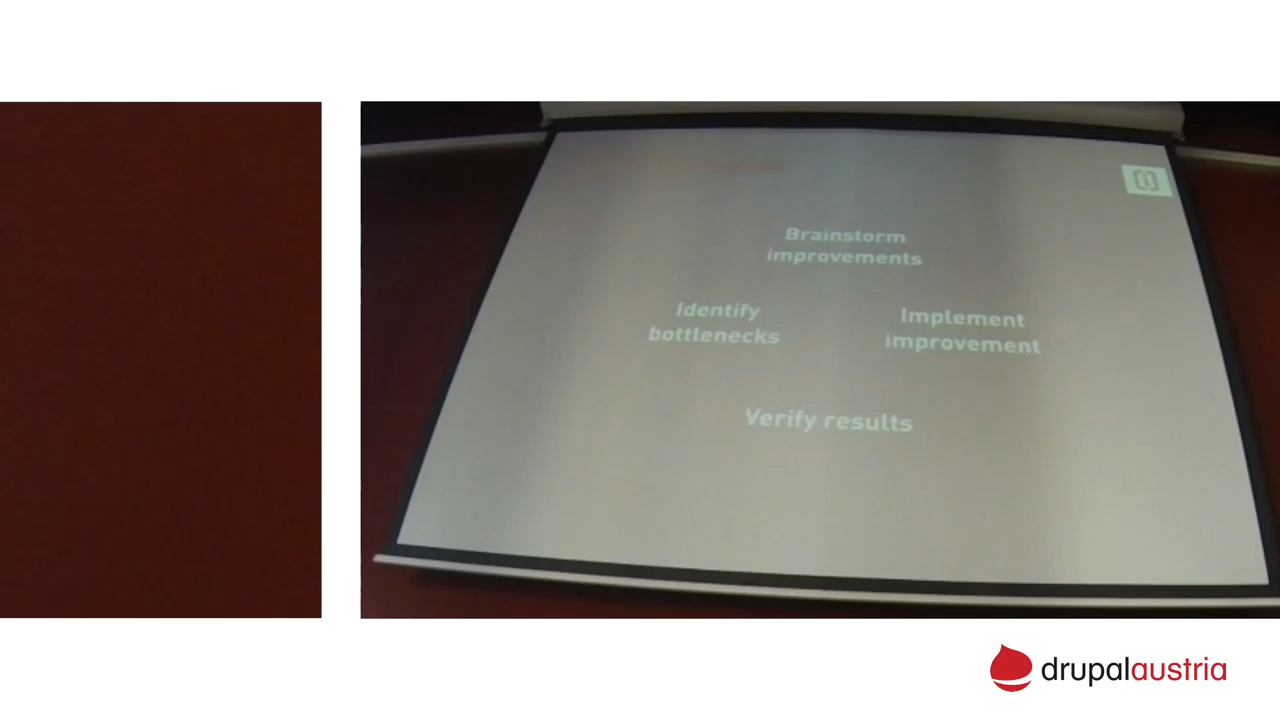 Brainstorm
improvements
Identify
bottlenecks
Implement
improvement
Verify results
drupalaustria